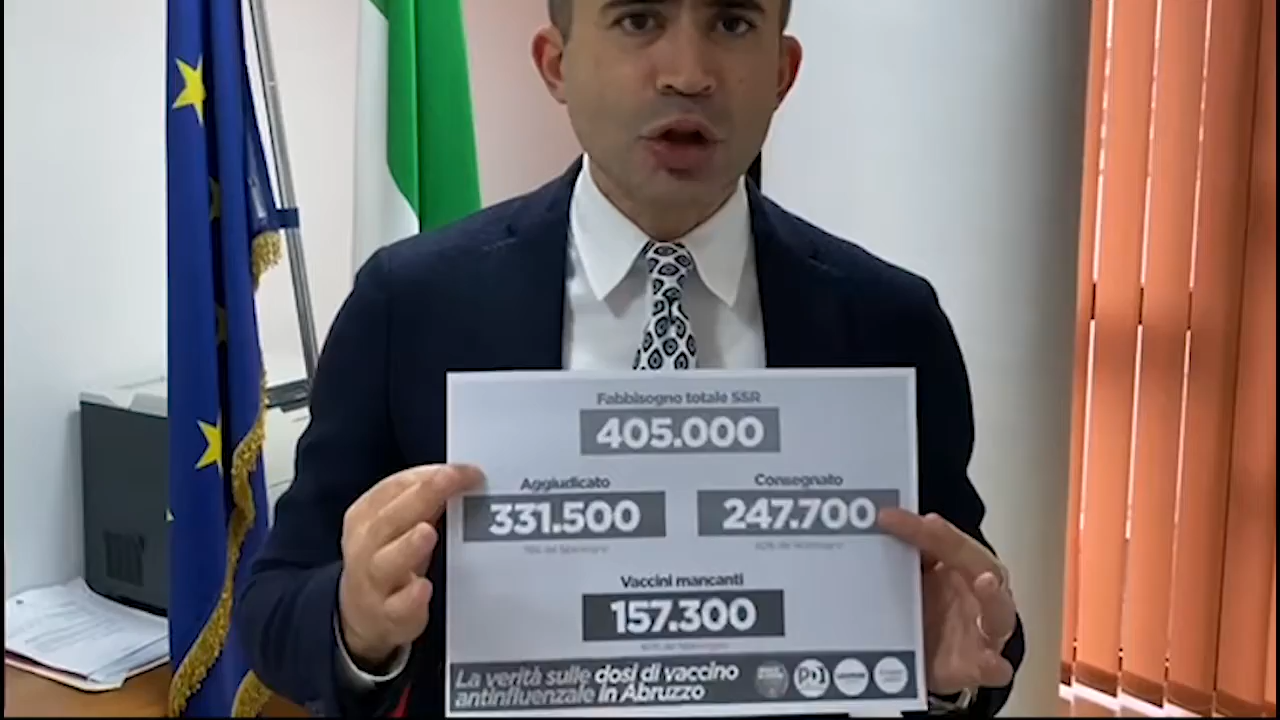 Fabbisogno totale SSR
405.000
Aggiudicato
Consegnato
331.500
247.700
Vaccini mancanti
157.300
La verità sulle dosi di vaccino
antinfluenzale in Abruzzo
PD